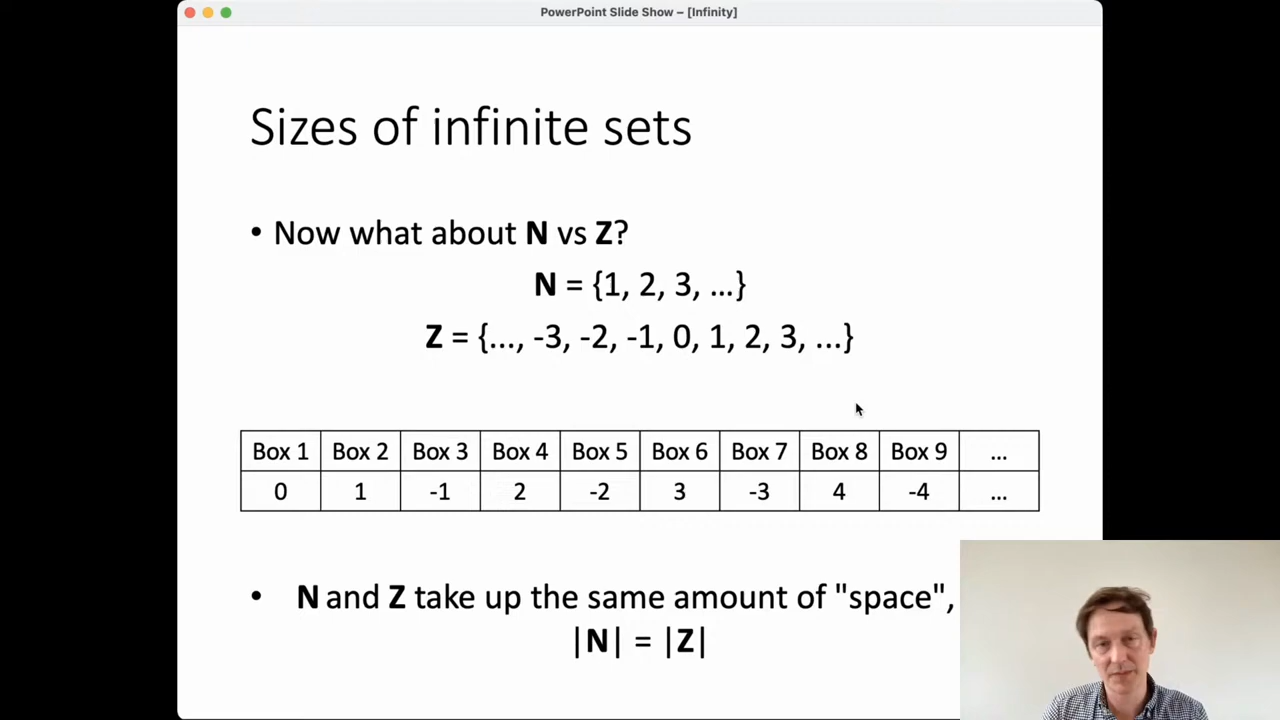 PowerPoint Slide Show – [Infinity]
Sizes of infinite sets
• Now what about N vs Z?
N = {1, 2, 3, ...}
Z = {..., -3, -2, -1, 0, 1, 2, 3, ...}
Box 1 Box 2 Box 3 Box 4 Box 5 Box 6 Box 7 Box 8 Box 9 ...
0 1 -1 2 -2 3 -3 4 -4 ...
• N and Z take up the same amount of "space",
|N| = |Z|